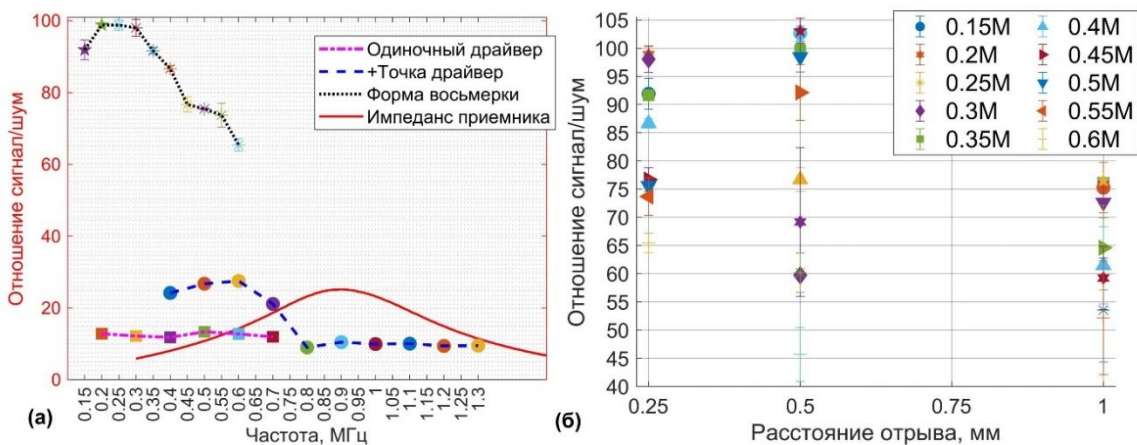 Отношение сигнал/шум
100
80
60
40
20
0
Одиночный драйвер
+Точка драйвер
Форма восьмерки
Импеданс приемника
0.15
0.2
0.25
0.3
0.35
0.4
0.45
0.5
0.55
0.6
0.65
0.7
0.75
0.8
0.85
0.9
0.95
1
1.05
1.1
1.15
1.2
1.25
1.3
(а)
Частота, МГц
Отношение сигнал/шум
105
100
95
90
85
80
75
70
65
60
55
50
45
40
0.15M
0.2M
0.25M
0.3M
0.35M
0.4M
0.45M
0.5M
0.55M
0.6M
0.25
0.5
0.75
1
(б)
Расстояние отрыва, мм